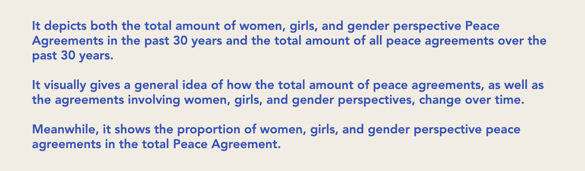 It depicts both the total amount of women, girls, and gender perspective Peace
Agreements in the past 30 years and the total amount of all peace agreements over the
past 30 years.
It visually gives a general idea of how the total amount of peace agreements, as well as
the agreements involving women, girls, and gender perspectives, change over time.
Meanwhile, it shows the proportion of women, girls, and gender perspective peace
agreements in the total Peace Agreement.